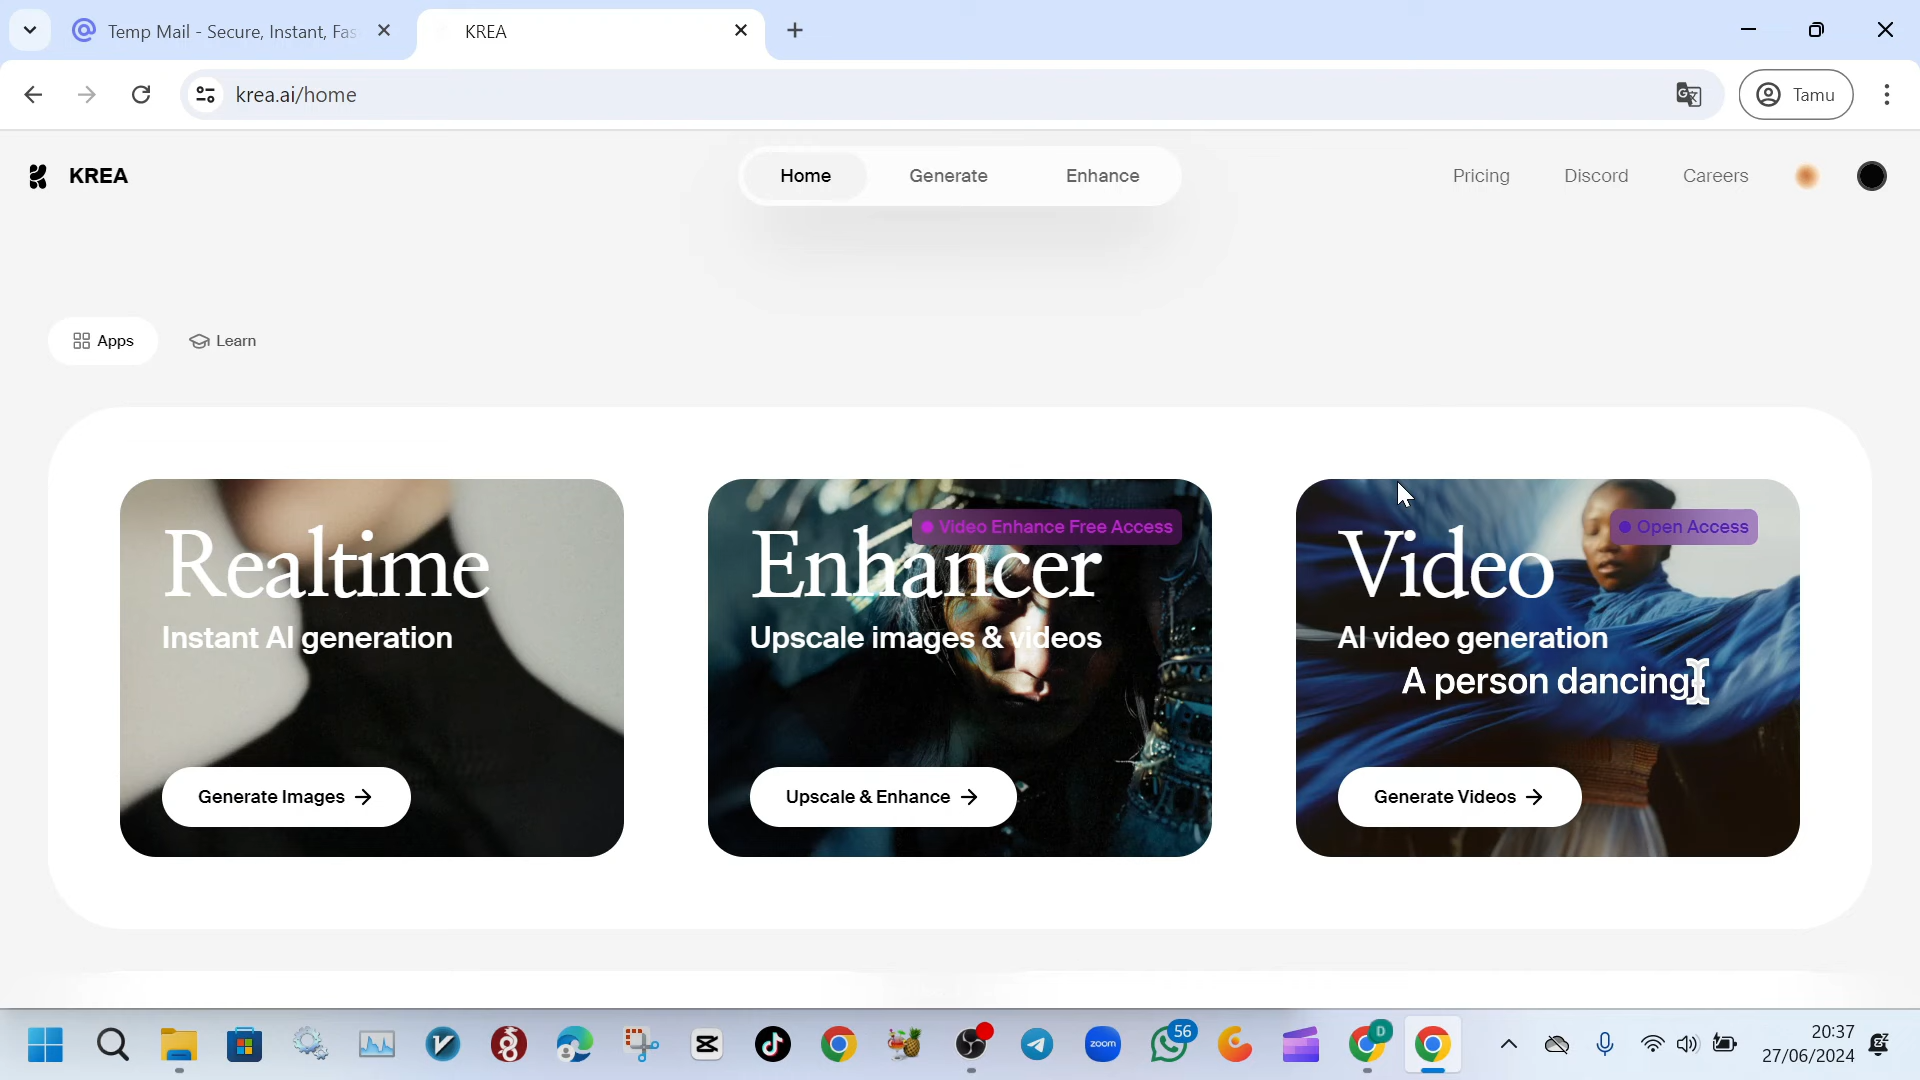 Temp Mail - Secure, Instant, Fas
KREA
krea.ai/home
Tamu
KREA
Home
Generate
Enhance
Pricing
Discord
Careers
Apps
Learn
Realtime
Instant AI generation
Generate Images →
Video Enhance Free Access
Enhancer
Upscale images & videos
Upscale & Enhance →
Open Access
Video
AI video generation
A person dancing
Generate Videos →
zoom
56
D
20:37
27/06/2024